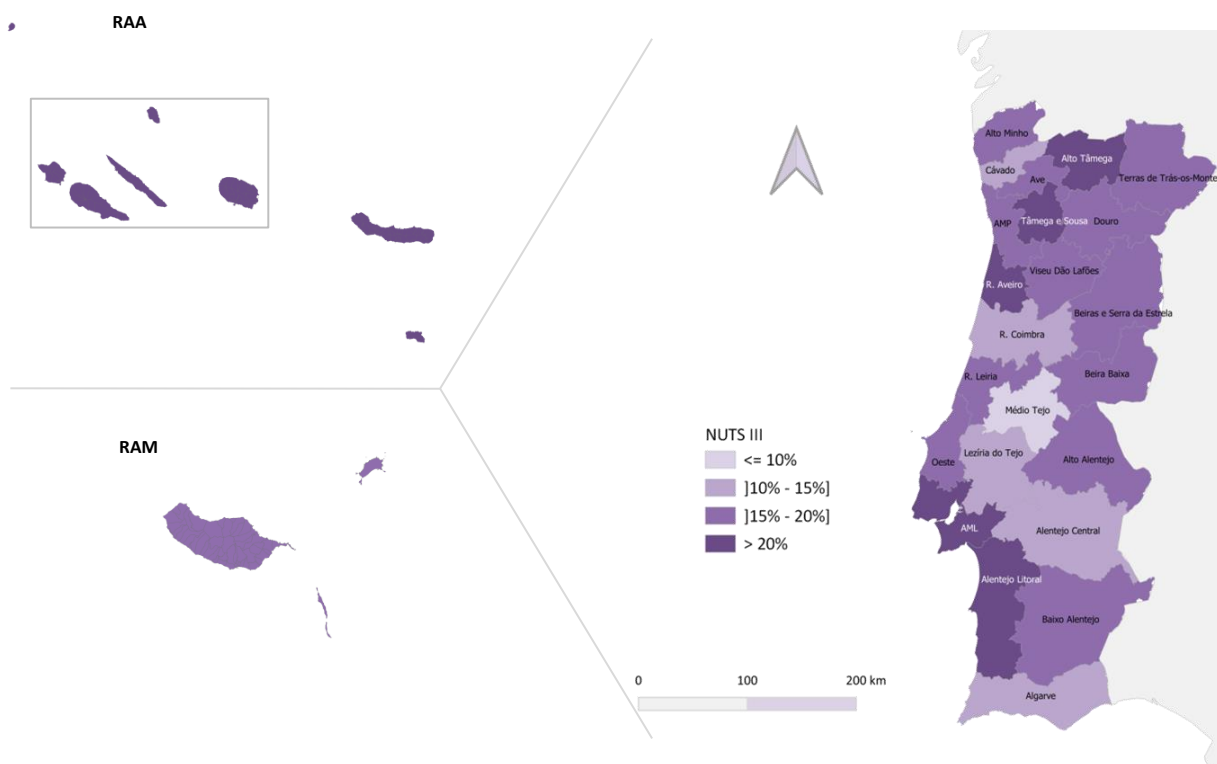 RAA
Alto Minho
Alto Tâmega
Cávado
Ave
Terras de Trás-os-Monte
AMP
Tâmega e Sousa
Douro
Viseu Dão Lafões
R. Aveiro
Beiras e Serra da Estrela
R. Coimbra
R. Leiria
Beira Baixa
Médio Tejo
RAM
NUTS III
<= 10%
]10% - 15%]
]15% - 20%]
> 20%
Oeste
Lezíria do Tejo
Alto Alentejo
AML
Alentejo Central
Alentejo Litoral
Baixo Alentejo
0 100 200 km
Algarve